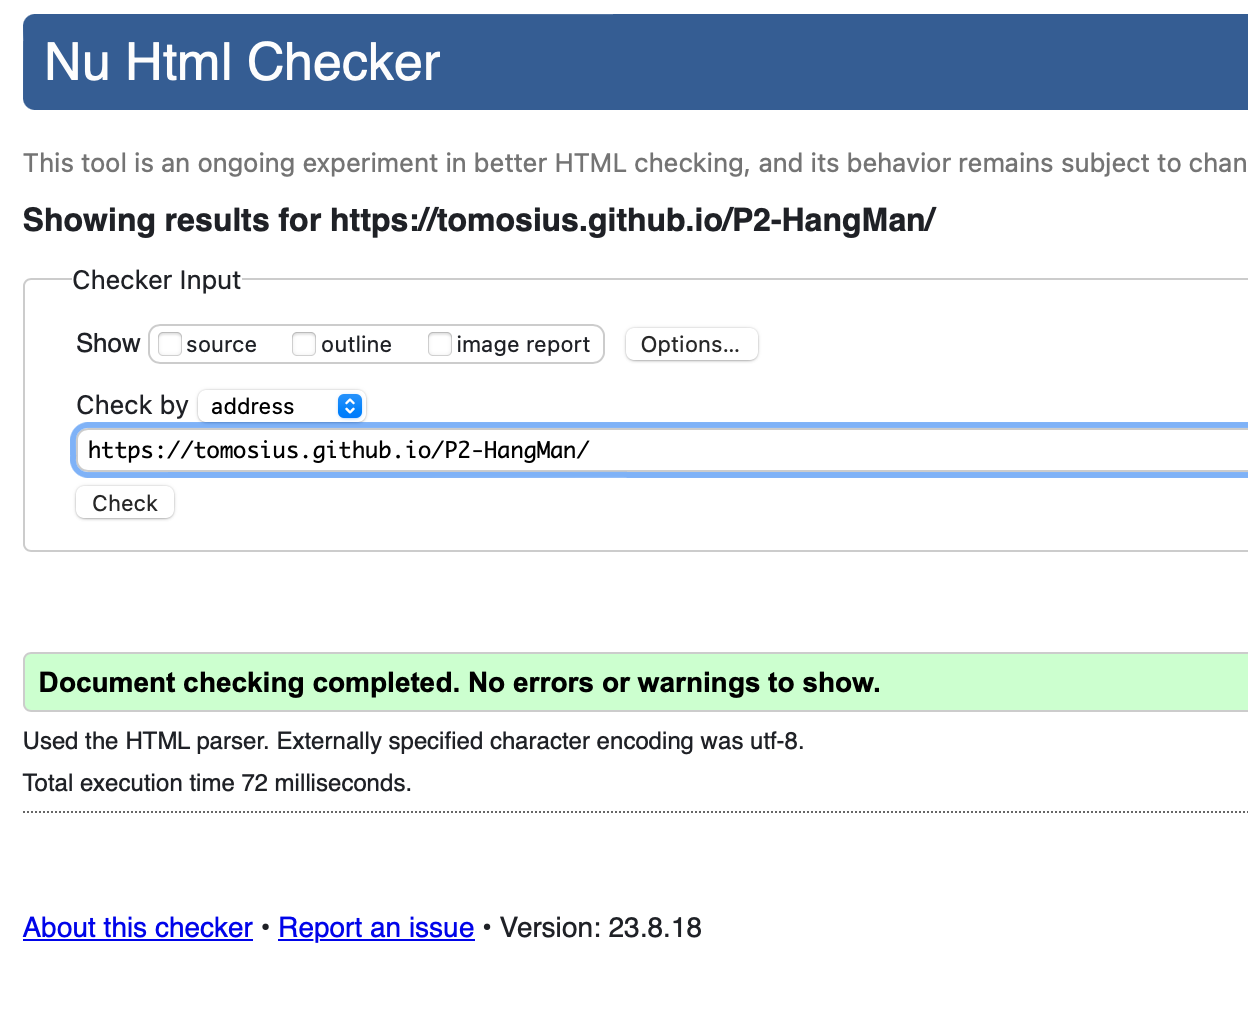 Nu Html Checker
This tool is an ongoing experiment in better HTML checking, and its behavior remains subject to chan
Showing results for https://tomosius.github.io/P2-HangMan/
Checker Input
Show source outline image report Options...
Check by address
https://tomosius.github.io/P2-HangMan/
Check
Document checking completed. No errors or warnings to show.
Used the HTML parser. Externally specified character encoding was utf-8.
Total execution time 72 milliseconds.
About this checker • Report an issue • Version: 23.8.18